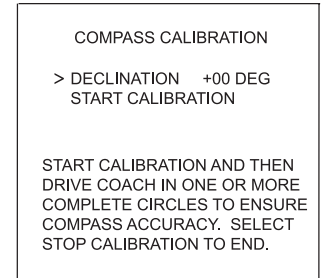 COMPASS CALIBRATION
> DECLINATION +00 DEG
START CALIBRATION
START CALIBRATION AND THEN
DRIVE COACH IN ONE OR MORE
COMPLETE CIRCLES TO ENSURE
COMPASS ACCURACY. SELECT
STOP CALIBRATION TO END.